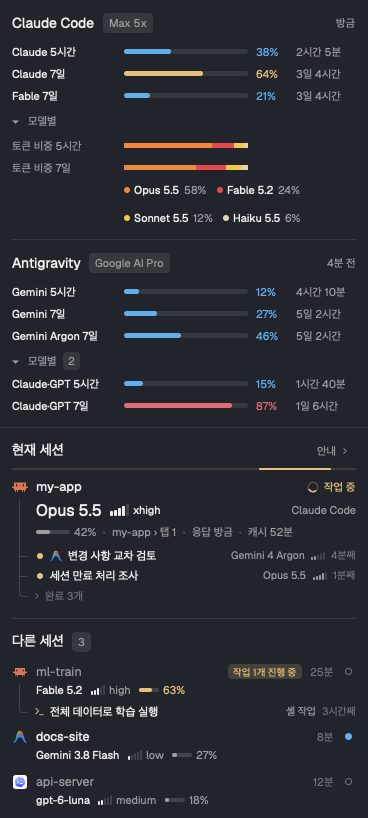 Claude Code Max 5x 방금
Claude 5시간 38% 2시간 5분
Claude 7일 64% 3일 4시간
Fable 7일 21% 3일 4시간
모델별
토큰 비중 5시간
토큰 비중 7일
Opus 5.5 58% Fable 5.2 24%
Sonnet 5.5 12% Haiku 5.5 6%
Antigravity Google AI Pro 4분 전
Gemini 5시간 12% 4시간 10분
Gemini 7일 27% 5일 2시간
Gemini Argon 7일 46% 5일 2시간
모델별 2
Claude·GPT 5시간 15% 1시간 40분
Claude·GPT 7일 87% 1일 6시간
현재 세션 안내 >
my-app 작업 중
Opus 5.5 xhigh Claude Code
42% · my-app › 탭 1 · 응답 방금 · 캐시 52분
변경 사항 교차 검토 Gemini 4 Argon 4분째
세션 만료 처리 조사 Opus 5.5 1분째
> 완료 3개
다른 세션 3
ml-train 작업 1개 진행 중 25분
Fable 5.2 high 63%
전체 데이터로 학습 실행 셸 작업 3시간째
docs-site 8분
Gemini 3.8 Flash low 27%
api-server 12분
gpt-6-luna medium 18%